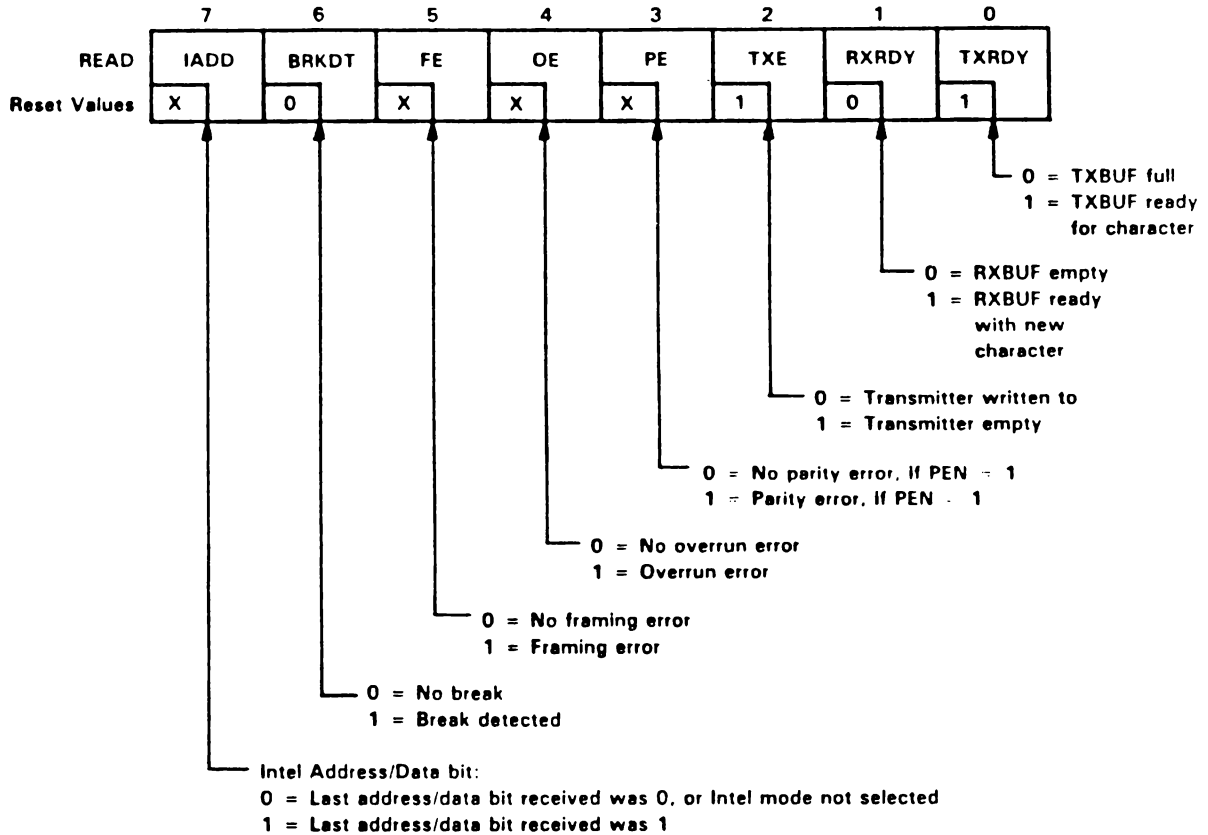 7 6 5 4 3 2 1 0
READ IADD BRKDT FE OE PE TXE RXRDY TXRDY
Reset Values X 0 X X X 1 0 1
0 = TXBUF full
1 = TXBUF ready
for character
0 = RXBUF empty
1 = RXBUF ready
with new
character
0 = Transmitter written to
1 = Transmitter empty
0 = No parity error, If PEN = 1
1 = Parity error, If PEN = 1
0 = No overrun error
1 = Overrun error
0 = No framing error
1 = Framing error
0 = No break
1 = Break detected
Intel Address/Data bit:
0 = Last address/data bit received was 0, or Intel mode not selected
1 = Last address/data bit received was 1